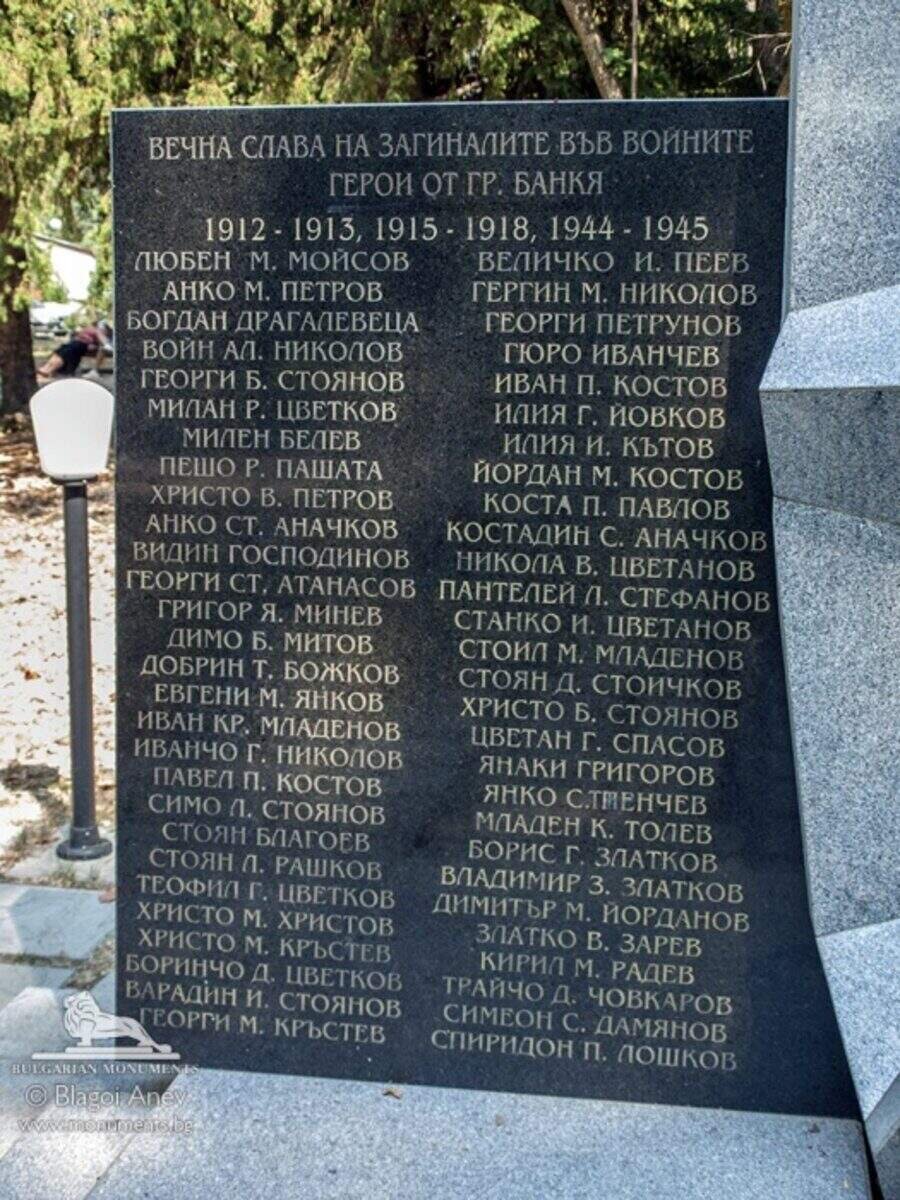 ВЕЧНА СЛАВА НА ЗАГИНАЛИТЕ ВЪВ ВОЙНИТЕ
ГЕРОИ ОТ ГР. БАНКЯ
1912 - 1913, 1915 - 1918, 1944 - 1945
ЛЮБЕН М. МОЙСОВ
АНКО М. ПЕТРОВ
БОГДАН ДРАГАЛЕВЕЦА
ВОЙН АЛ. НИКОЛОВ
ГЕОРГИ Б. СТОЯНОВ
МИЛАН Р. ЦВЕТКОВ
МИЛЕН БЕЛЕВ
ПЕШО Р. ПАШАТА
ХРИСТО В. ПЕТРОВ
АНКО СТ. АНАЧКОВ
ВИДИН ГОСПОДИНОВ
ГЕОРГИ СТ. АТАНАСОВ
ГРИГОР Я. МИНЕВ
ДИМО Б. МИТОВ
ДОБРИН Т. БОЖКОВ
ЕВГЕНИ М. ЯНКОВ
ИВАН КР. МЛАДЕНОВ
ИВАНЧО Г. НИКОЛОВ
ПАВЕЛ П. КОСТОВ
СИМО Л. СТОЯНОВ
СТОЯН БЛАГОЕВ
СТОЯН Л. РАШКОВ
ТЕОФИЛ Г. ЦВЕТКОВ
ХРИСТО М. ХРИСТОВ
ХРИСТО М. КРЪСТЕВ
БОРИНЧО Д. ЦВЕТКОВ
ВАРАДИН И. СТОЯНОВ
ГЕОРГИ М. КРЪСТЕВ
ВЕЛИЧКО И. ПЕЕВ
ГЕРГИН М. НИКОЛОВ
ГЕОРГИ ПЕТРУНОВ
ГЮРО ИВАНЧЕВ
ИВАН П. КОСТОВ
ИЛИЯ Г. ЙОВКОВ
ИЛИЯ И. КЪТОВ
ЙОРДАН М. КОСТОВ
КОСТА П. ПАВЛОВ
КОСТАДИН С. АНАЧКОВ
НИКОЛА В. ЦВЕТАНОВ
ПАНТЕЛЕЙ Л. СТЕФАНОВ
СТАНКО И. ЦВЕТАНОВ
СТОИЛ М. МЛАДЕНОВ
СТОЯН Д. СТОИЧКОВ
ХРИСТО Б. СТОЯНОВ
ЦВЕТАН Г. СПАСОВ
ЯНАКИ ГРИГОРОВ
ЯНКО
МЛАДЕН К. ТОЛЕВ
БОРИС Г. ЗЛАТКОВ
ВЛАДИМИР З. ЗЛАТКОВ
ДИМИТЪР М. ЙОРДАНОВ
ЗЛАТКО В. ЗАРЕВ
КИРИЛ М. РАДЕВ
ТРАЙЧО Д. ЧОВКАРОВ
СИМЕОН С. ДАМЯНОВ
СПИРИДОН П. ЛОШКОВ
BULGARIAN MONUMENTS
© Blagoi Anev
www.monuments.bg